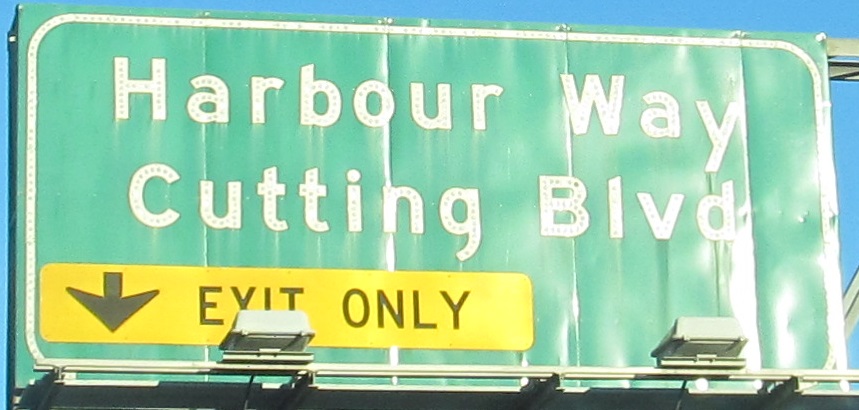 Harbour Way
Cutting Blvd
EXIT ONLY